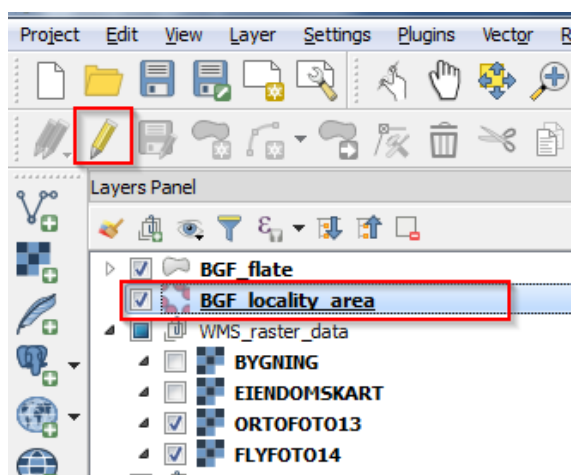 Project Edit View Layer Settings Plugins Vector R
Layers Panel
BGF_flate
BGF_locality_area
WMS_raster_data
BYGNING
EIENDOMSKART
ORTOFOTO13
FLYFOTO14